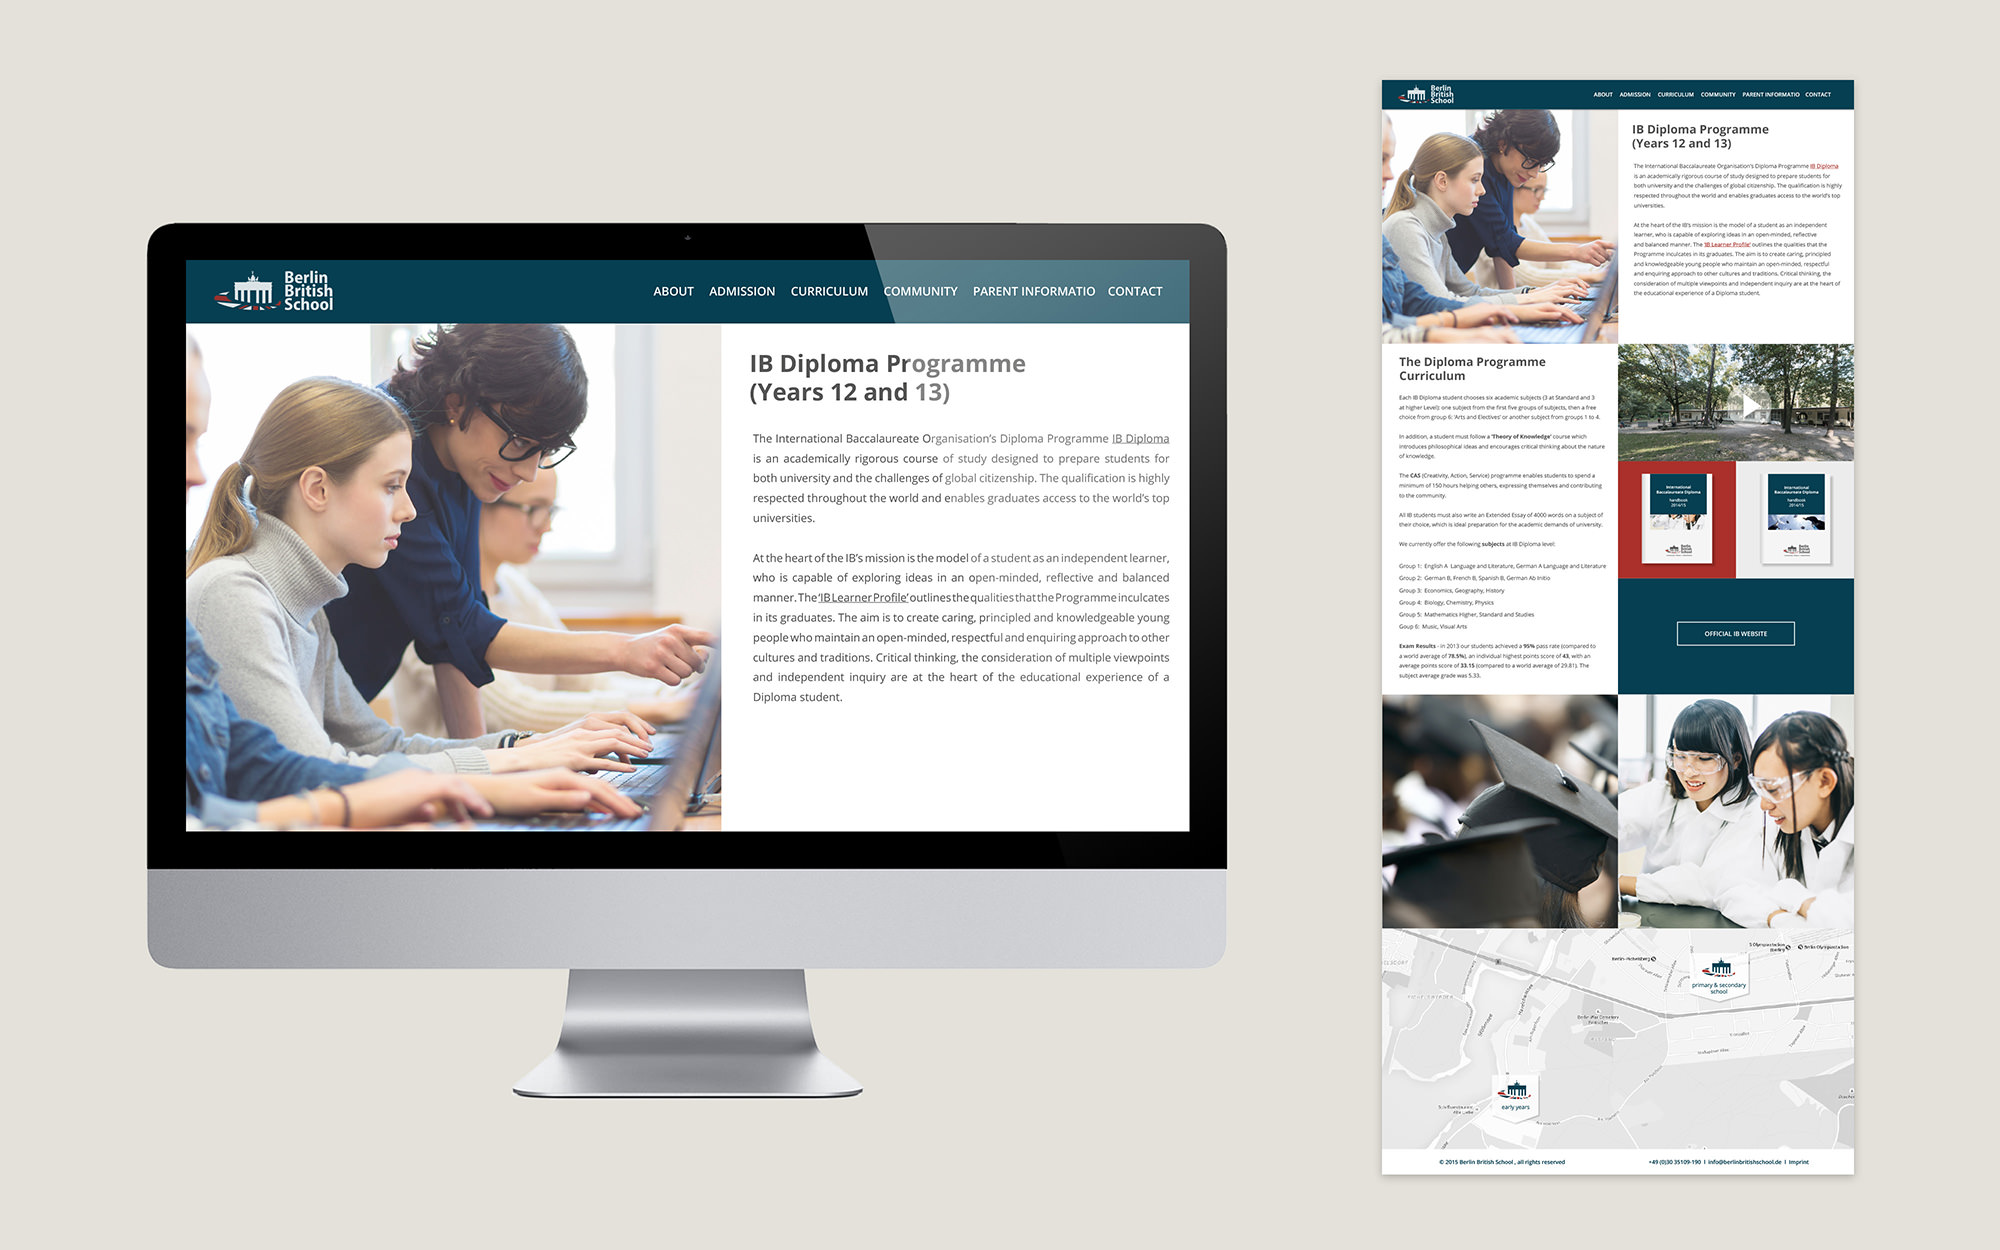 Berlin
British
School
ABOUT ADMISSION CURRICULUM COMMUNITY PARENT INFORMATIO CONTACT
IB Diploma Programme
(Years 12 and 13)
The International Baccalaureate Organisation's Diploma Programme IB Diploma
is an academically rigorous course of study designed to prepare students for
both university and the challenges of global citizenship. The qualification is highly
respected throughout the world and enables graduates access to the world's top
universities.
At the heart of the IB's mission is the model of a student as an independent learner,
who is capable of exploring ideas in an open-minded, reflective and balanced
manner. The 'IB Learner Profile' outlines the qualities that the Programme inculcates
in its graduates. The aim is to create caring, principled and knowledgeable young
people who maintain an open-minded, respectful and enquiring approach to other
cultures and traditions. Critical thinking, the consideration of multiple viewpoints
and independent inquiry are at the heart of the educational experience of a
Diploma student.
Berlin
British
School
ABOUT ADMISSION CURRICULUM COMMUNITY PARENT INFORMATIO CONTACT
IB Diploma Programme
(Years 12 and 13)
The International Baccalaureate Organisation's Diploma Programme IB Diploma
is an academically rigorous course of study designed to prepare students for
both university and the challenges of global citizenship. The qualification is highly
respected throughout the world and enables graduates access to the world's top
universities.
At the heart of the IB's mission is the model of a student as an independent
learner, who is capable of exploring ideas in an open-minded, reflective
and balanced manner. The 'IB Learner Profile' outlines the qualities that the
Programme inculcates in its graduates. The aim is to create caring, principled
and knowledgeable young people who maintain an open-minded, respectful
and enquiring approach to other cultures and traditions. Critical thinking, the
consideration of multiple viewpoints and independent inquiry are at the heart of
the educational experience of a Diploma student.
The Diploma Programme
Curriculum
Each IB Diploma student chooses six academic subjects (3 at Standard and 3
at higher Level): one subject from the first five groups of subjects, then a free
choice from group 6: 'Arts and Electives' or another subject from groups 1 to 4.
In addition, a student must follow a 'Theory of Knowledge' course which
introduces philosophical ideas and encourages critical thinking about the nature
of knowledge.
The CAS (Creativity, Action, Service) programme enables students to spend a
minimum of 150 hours helping others, expressing themselves and contributing
to the community.
All IB students must also write an Extended Essay of 4000 words on a subject of
their choice, which is ideal preparation for the academic demands of university.
We currently offer the following subjects at IB Diploma level:
Group 1: English A Language and Literature, German A Language and Literature
Group 2: German B, French B, Spanish B, German Ab Initio
Group 3: Economics, Geography, History
Group 4: Biology, Chemistry, Physics
Group 5: Mathematics Higher, Standard and Studies
Goup 6: Music, Visual Arts
Exam Results - in 2013 our students achieved a 95% pass rate (compared to
a world average of 78.5%), an individual highest points score of 43, with an
average points score of 33.15 (compared to a world average of 29.81). The
subject average grade was 5.33.
International
Baccalaureate Diploma
handbook
2014/15
Berlin
British
School
International
Baccalaureate Diploma
handbook
2014/15
Berlin
British
School
OFFICIAL IB WEBSITE
primary & secondary
school
early years
© 2015 Berlin British School , all rights reserved
+49 (0)30 35109-190 I info@berlinbritishschool.de I Imprint